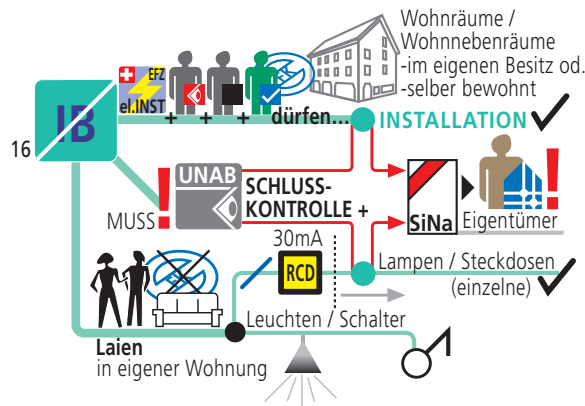 Wohnräume /
Wohnnebenräume
-im eigenen Besitz od.
-selber bewohnt
EFZ
el.INST
+ + +
dürfen...
INSTALLATION
16
IB
MUSS
!
UNAB
SCHLUSS-
KONTROLLE +
SiNa
Eigentümer
!
30mA
RCD
Lampen / Steckdosen
(einzelne)
Leuchten / Schalter
Laien
in eigener Wohnung